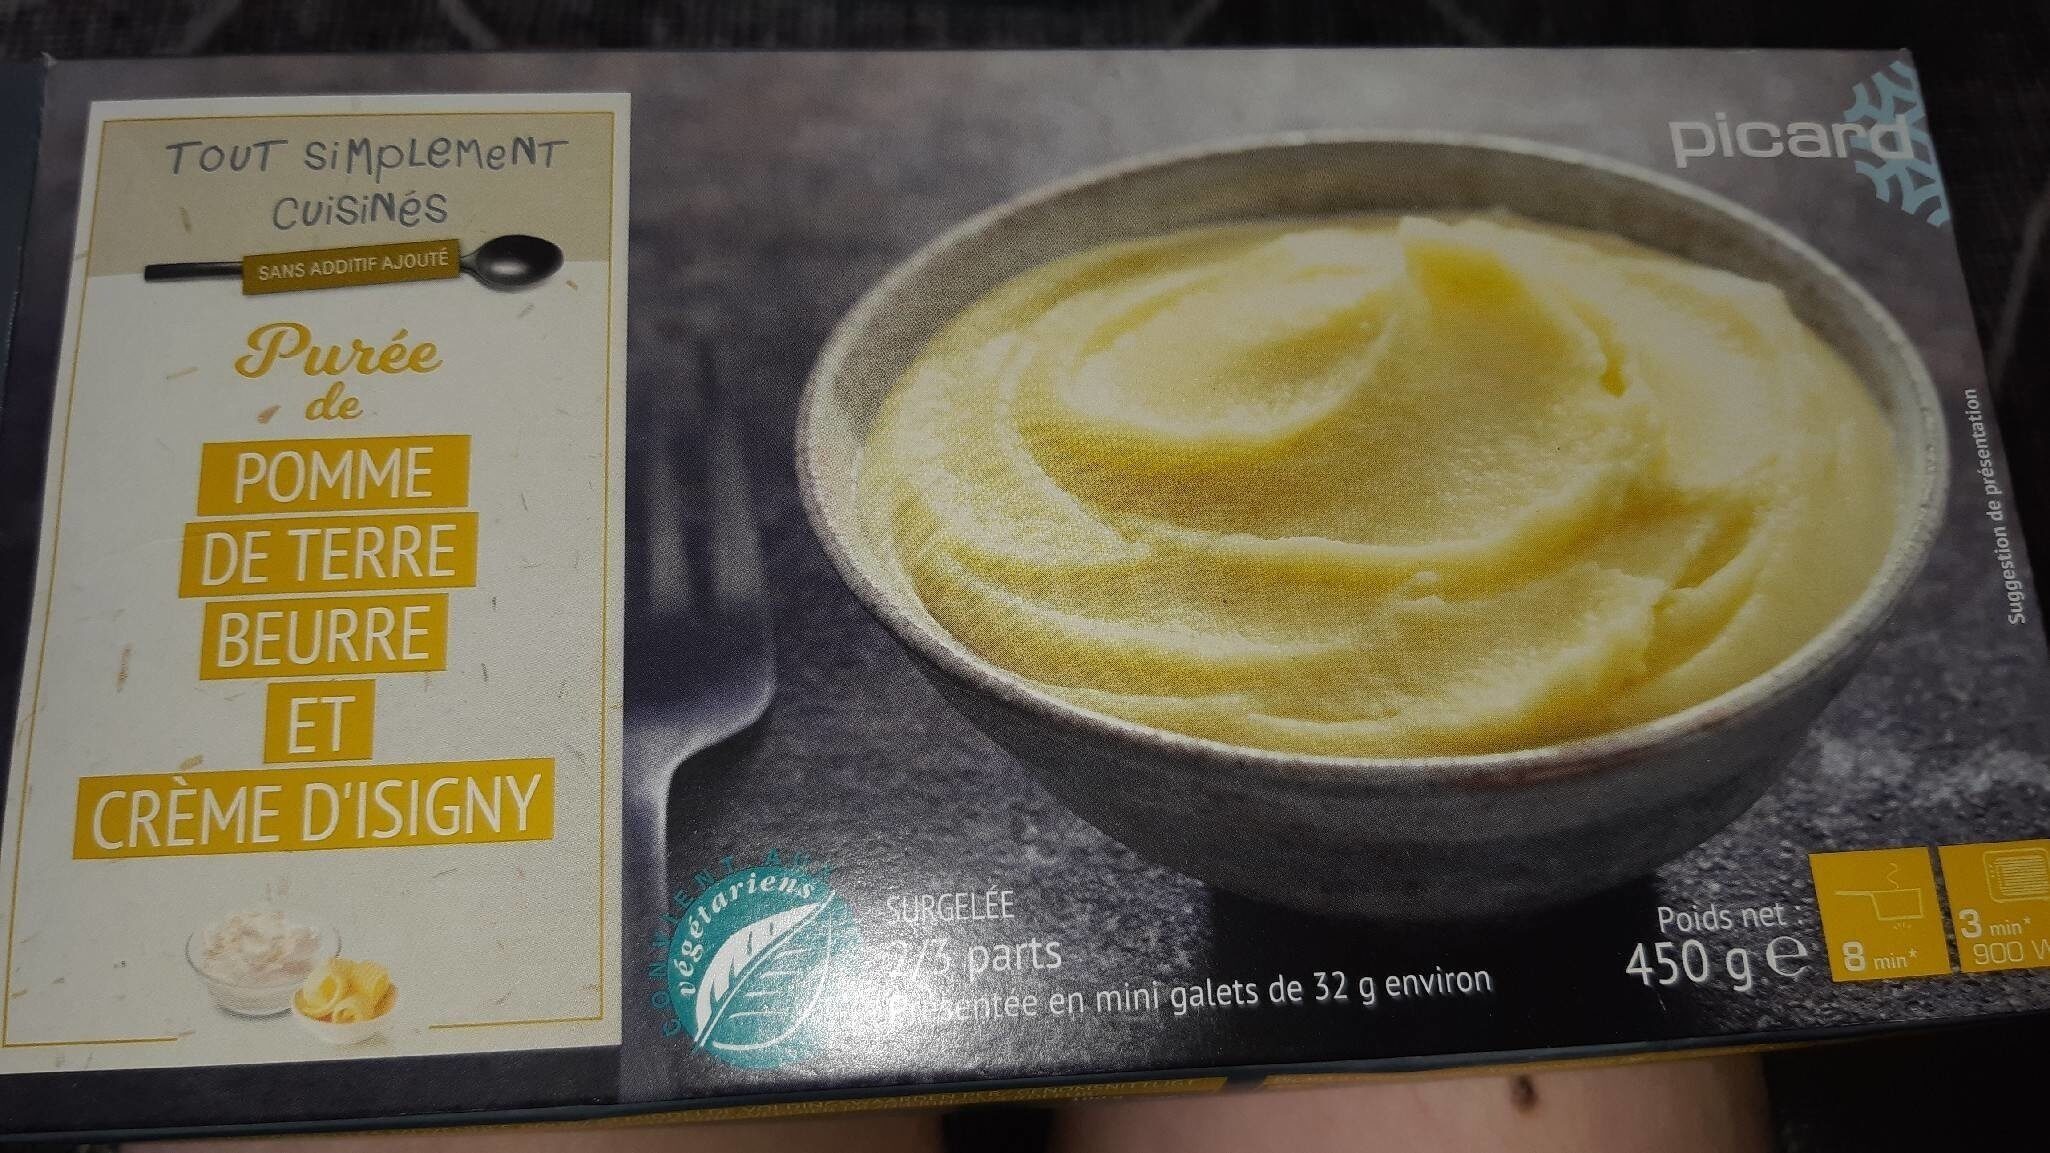 TOUT SiMpLeMeNT
CUiSiNéS
SANS ADDITIF AJOUTÉ
Purée
de
POMME
DE TERRE
BEURRE
ET
CRÈME D'ISIGNY
picard
Suggestion de présentation
CONVIENT AUX
végétariens
SURGELÉE
2/3 parts
Présentée en mini galets de 32 g environ
Poids net :
450 g e
8 min*
3 min*
900 W